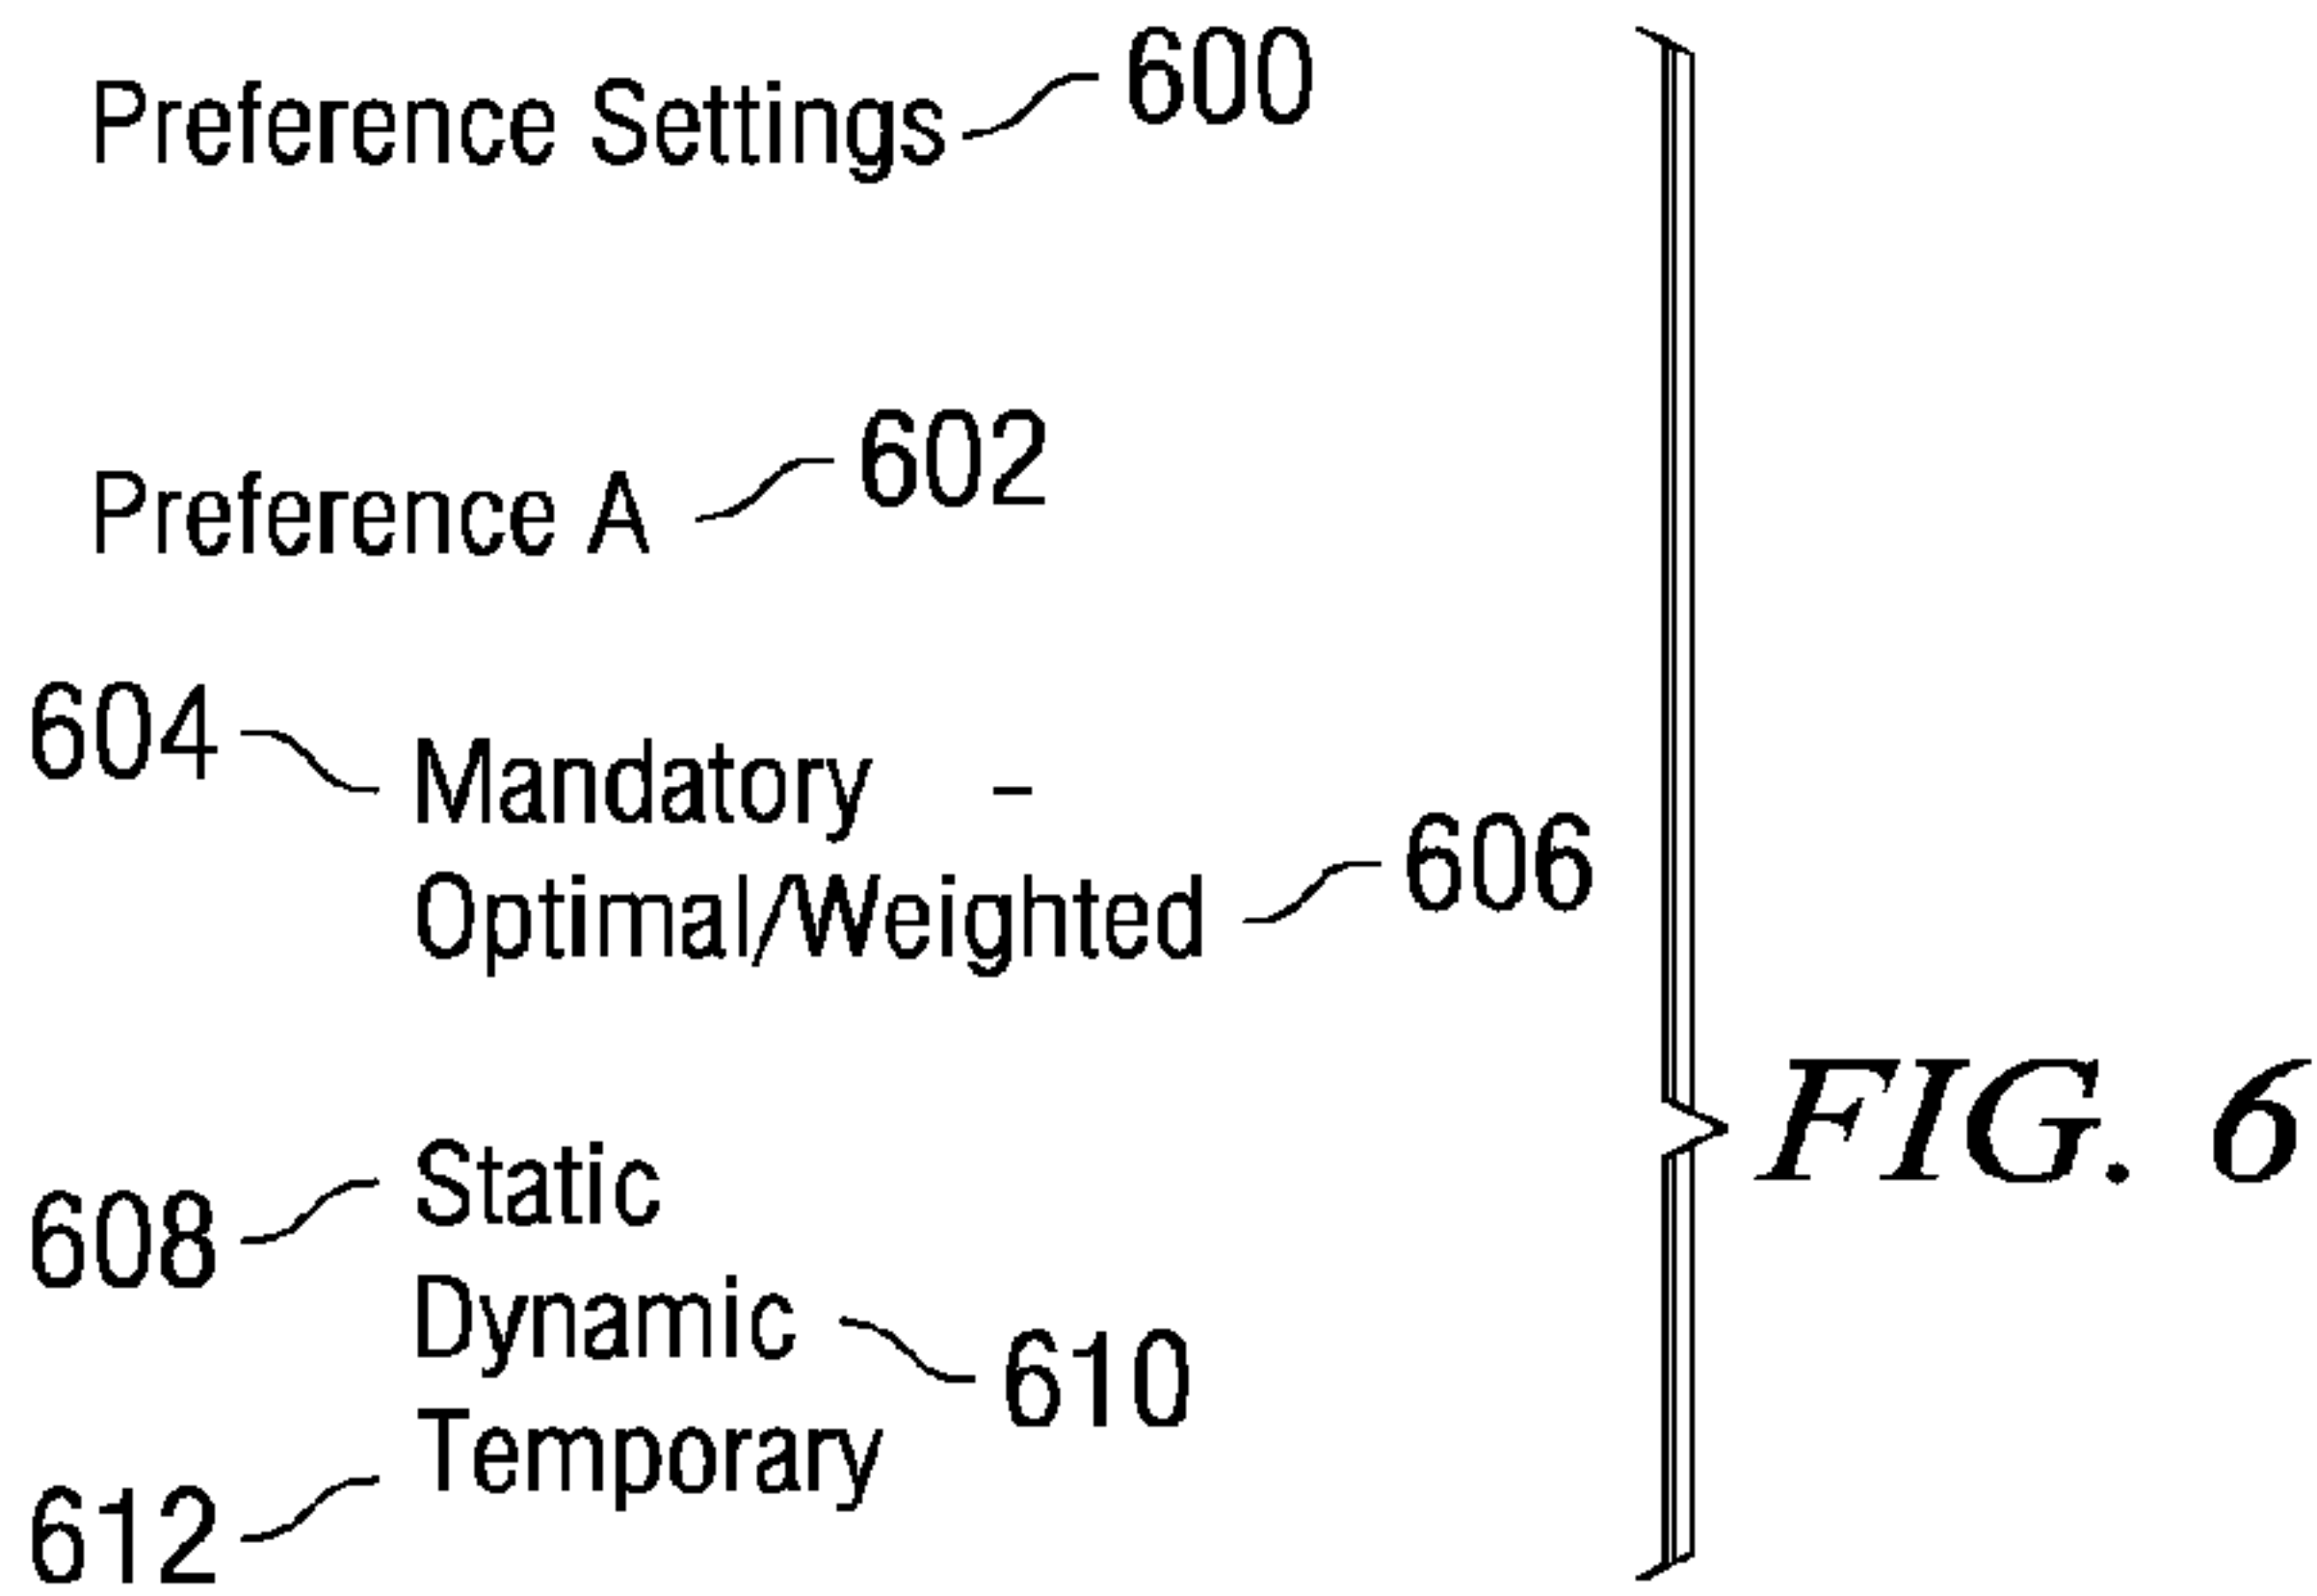 Preference Settings 600
Preference A 602
604 Mandatory -
Optimal/Weighted 606
608 Static
Dynamic 610
612 Temporary
FIG. 6